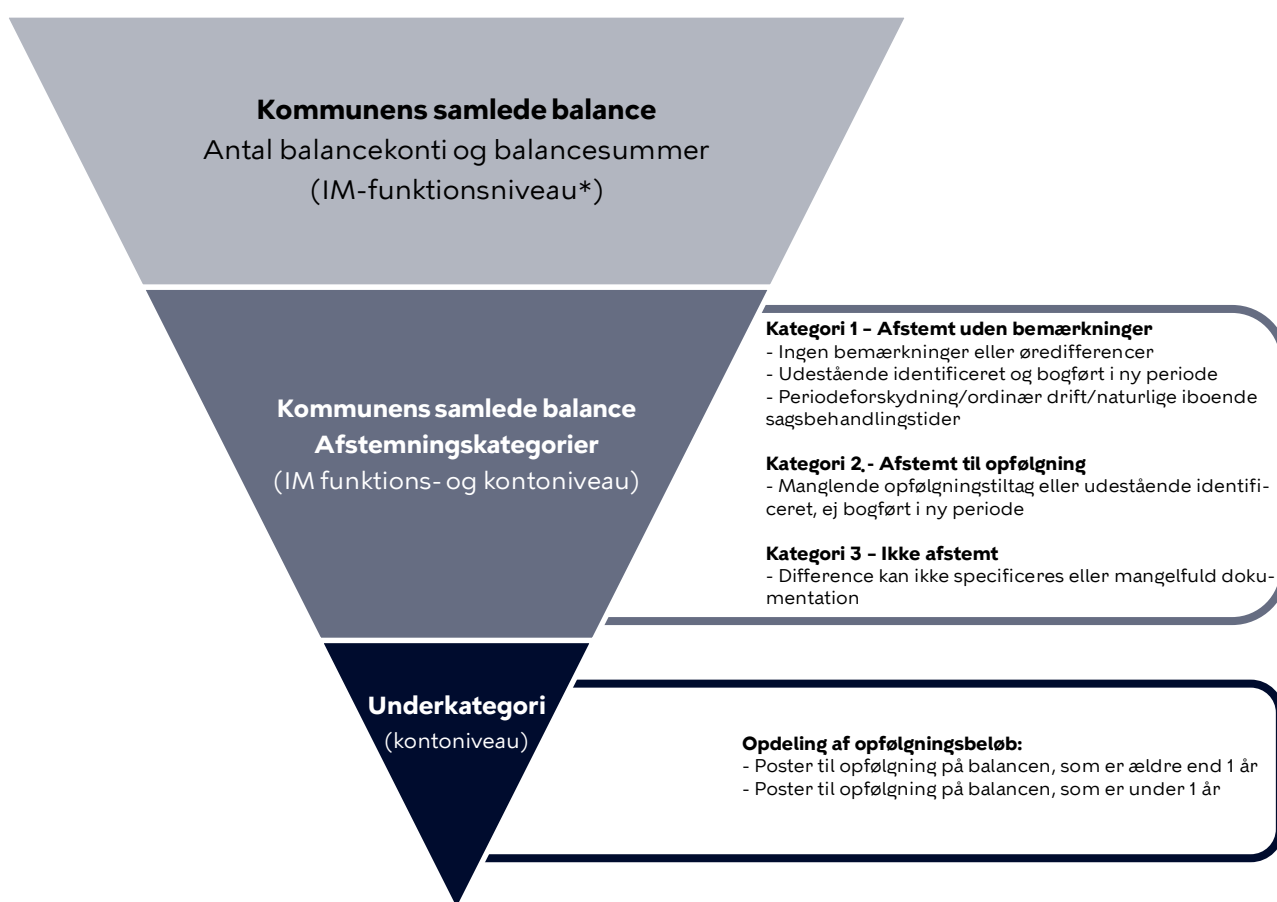 Kommunens samlede balance
Antal balancekonti og balancesummer
(IM-funktionsniveau*)
Kommunens samlede balance
Afstemningskategorier
(IM funktions- og kontoniveau)
Kategori 1 – Afstemt uden bemærkninger
- Ingen bemærkninger eller øredifferencer
- Udestående identificeret og bogført i ny periode
- Periodeforskydning/ordinær drift/naturlige iboende
sagsbehandlingstider
Kategori 2 - Afstemt til opfølgning
- Manglende opfølgningstiltag eller udestående identifi-
ceret, ej bogført i ny periode
Kategori 3 – Ikke afstemt
- Difference kan ikke specificeres eller mangelfuld doku-
mentation
Underkategori
(kontoniveau)
Opdeling af opfølgningsbeløb:
- Poster til opfølgning på balancen, som er ældre end 1 år
- Poster til opfølgning på balancen, som er under 1 år